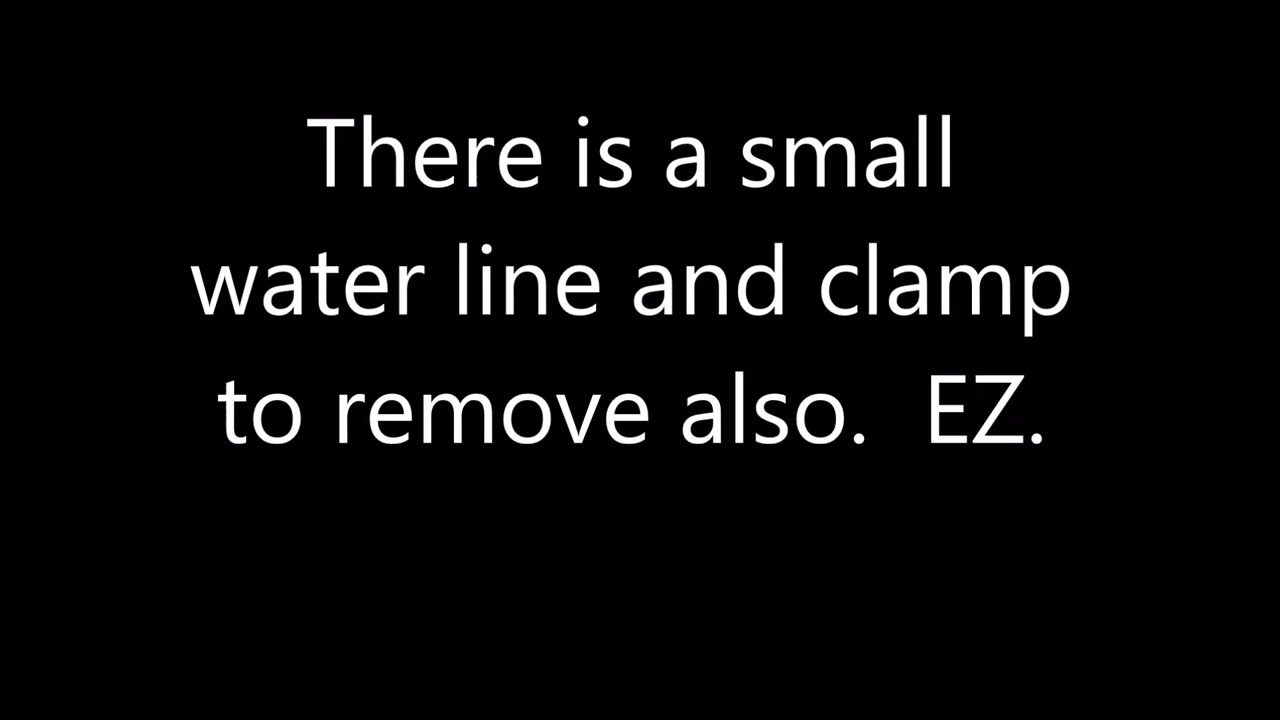 There is a small
water line and clamp
to remove also.  EZ.